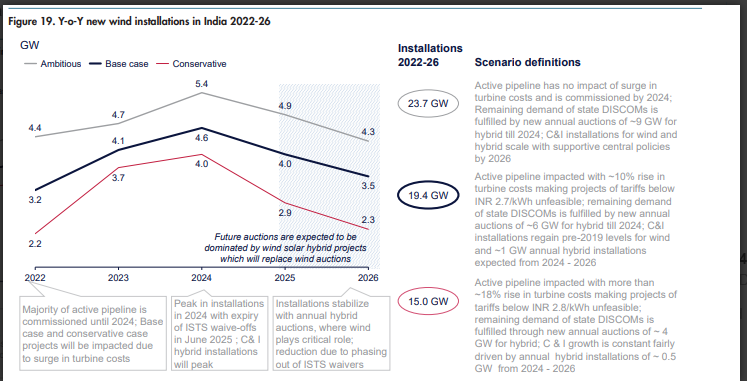 Figure 19. Y-o-Y new wind installations in India 2022-26
GW
Ambitious Base case Conservative
5.4
4.9
4.7
4.4
4.3
4.6
4.1
4.0
3.5
3.2
4.0
3.7
2.9
2.3
2.2
Future auctions are expected to be
dominated by wind solar hybrid projects
which will replace wind auctions
2022 2023 2024 2025 2026
Majority of active pipeline is
commissioned until 2024; Base
case and conservative case
projects will be impacted due
to surge in turbine costs
Peak in installations
in 2024 with expiry
of ISTS waive-offs
in June 2025 ; C& I
hybrid installations
will peak
Installations stabilize
with annual hybrid
auctions, where wind
plays critical role;
reduction due to phasing
out of ISTS waivers
Installations
2022-26
23.7 GW
19.4 GW
15.0 GW
Scenario definitions
Active pipeline has no impact of surge in
turbine costs and is commissioned by 2024;
Remaining demand of state DISCOMs is
fulfilled by new annual auctions of ~9 GW for
hybrid till 2024; C&I installations for wind and
hybrid scale with supportive central policies
by 2026
Active pipeline impacted with ~10% rise in
turbine costs making projects of tariffs below
INR 2.7/kWh unfeasible; remaining demand
of state DISCOMs is fulfilled by new annual
auctions of ~6 GW for hybrid till 2024; C&I
installations regain pre-2019 levels for wind
and ~1 GW annual hybrid installations
expected from 2024 - 2026
Active pipeline impacted with more than
~18% rise in turbine costs making projects of
tariffs below INR 2.8/kWh unfeasible;
remaining demand of state DISCOMs is
fulfilled through new annual auctions of ~ 4
GW for hybrid; C & I growth is constant fairly
driven by annual hybrid installations of ~ 0.5
GW from 2024 - 2026